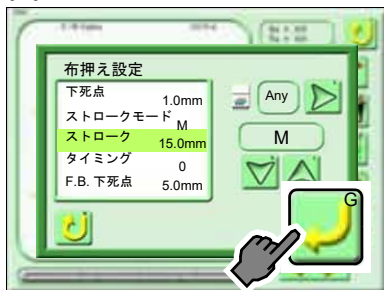 布押え設定
下死点
1.0mm
ストロークモード
M
ストローク
15.0mm
タイミング
0
F.B. 下死点
5.0mm
Any
M
G